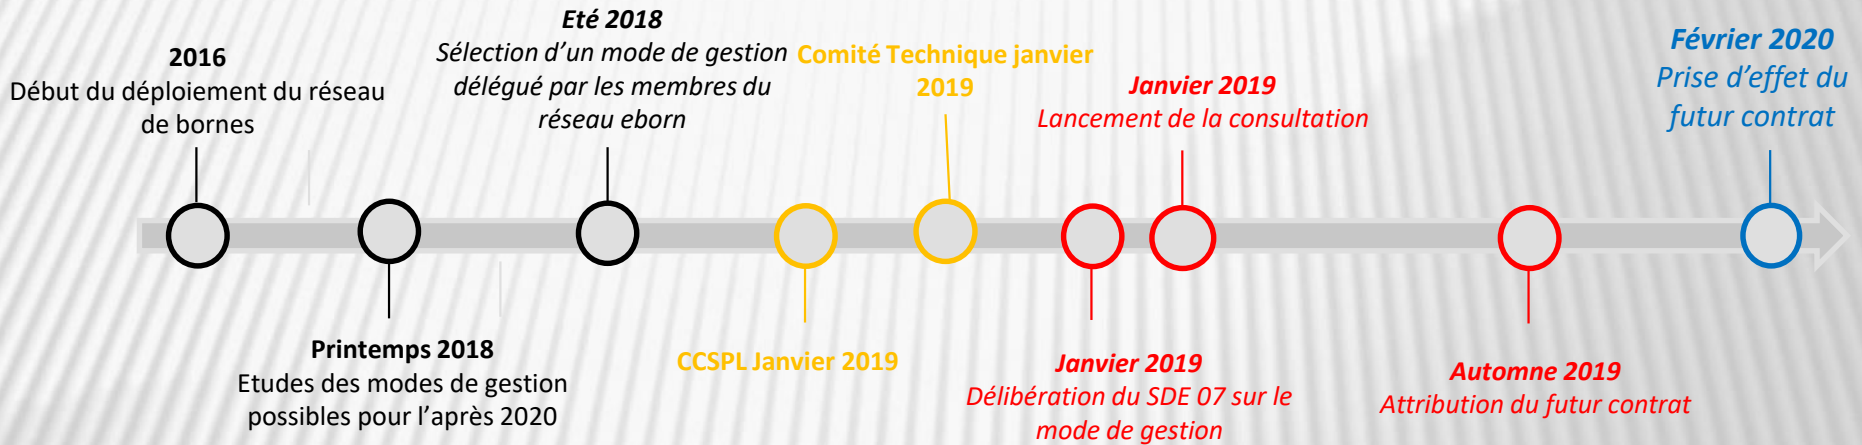 2016
Début du déploiement du réseau
de bornes
Printemps 2018
Etudes des modes de gestion
possibles pour l’après 2020
Eté 2018
Sélection d’un mode de gestion
délégué par les membres du
réseau eborn
CCSPL Janvier 2019
Comité Technique janvier
2019
Janvier 2019
Délibération du SDE 07 sur le
mode de gestion
Janvier 2019
Lancement de la consultation
Automne 2019
Attribution du futur contrat
Février 2020
Prise d’effet du
futur contrat